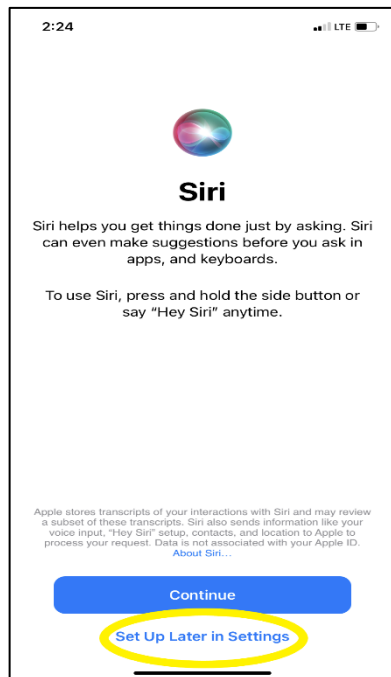 2:24
LTE
Siri
Siri helps you get things done just by asking. Siri
can even make suggestions before you ask in
apps, and keyboards.
To use Siri, press and hold the side button or
say “Hey Siri” anytime.
Apple stores transcripts of your interactions with Siri and may review
a subset of these transcripts. Siri also sends information like your
voice input, “Hey Siri” setup, contacts, and location to Apple to
process your request. Data is not associated with your Apple ID.
About Siri...
Continue
Set Up Later in Settings